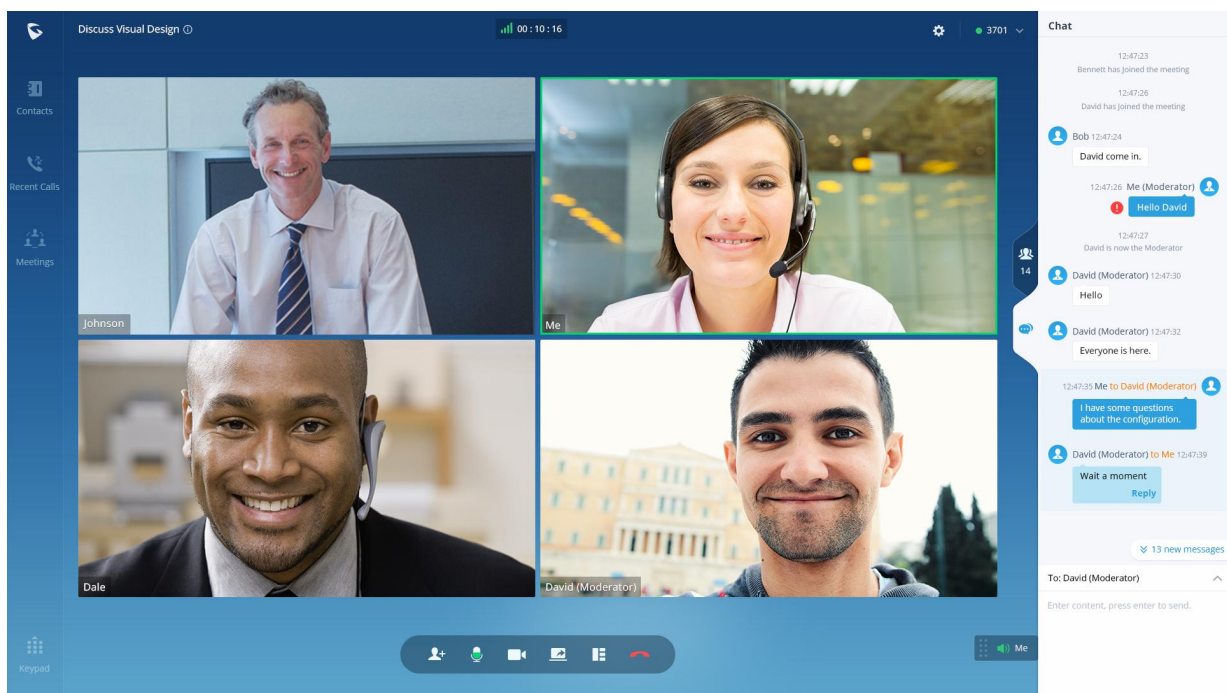 Discuss Visual Design
00:10:16
3701
Contacts
Recent Calls
Meetings
Keypad
Johnson
Me
Dale
David (Moderator)
14
Me
Chat
12:47:23
Bennett has joined the meeting
12:47:26
David has joined the meeting
Bob 12:47:24
David come in.
12:47:26 Me (Moderator)
Hello David
12:47:27
David is now the Moderator
David (Moderator) 12:47:30
Hello
David (Moderator) 12:47:32
Everyone is here.
12:47:35 Me to David (Moderator)
I have some questions
about the configuration.
David (Moderator) to Me 12:47:39
Wait a moment
Reply
13 new messages
To: David (Moderator)
Enter content, press enter to send.